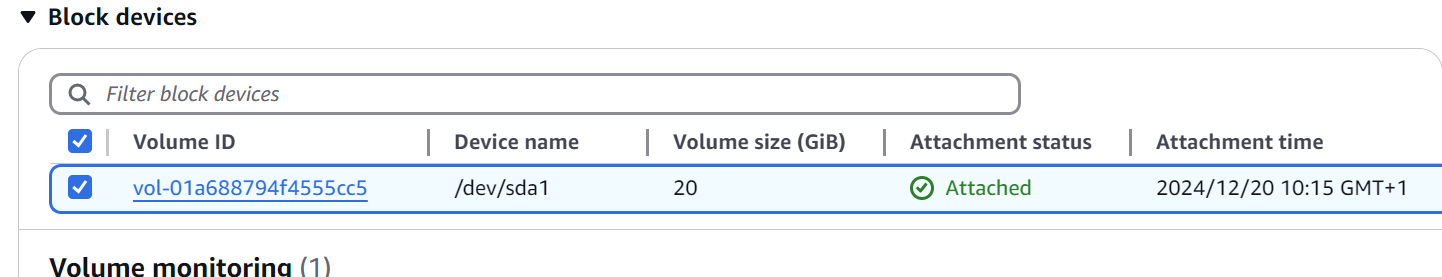 Block devices
Filter block devices
Volume ID Device name Volume size (GiB) Attachment status Attachment time
vol-01a688794f4555cc5 /dev/sda1 20 Attached 2024/12/20 10:15 GMT+1
Volume monitoring (1)